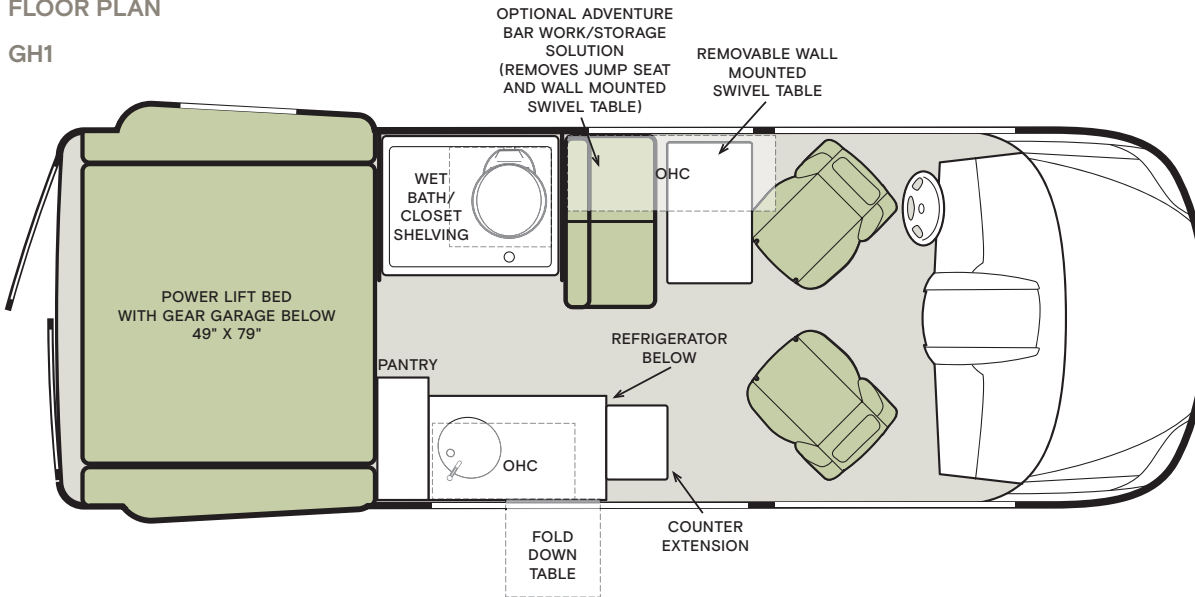 FLOOR PLAN
GH1
OPTIONAL ADVENTURE
BAR WORK/STORAGE
SOLUTION
(REMOVES JUMP SEAT
AND WALL MOUNTED
SWIVEL TABLE)
REMOVABLE WALL
MOUNTED
SWIVEL TABLE
WET
BATH/
CLOSET
SHELVING
OHC
POWER LIFT BED
WITH GEAR GARAGE BELOW
49" X 79"
REFRIGERATOR
BELOW
PANTRY
OHC
COUNTER
EXTENSION
FOLD
DOWN
TABLE